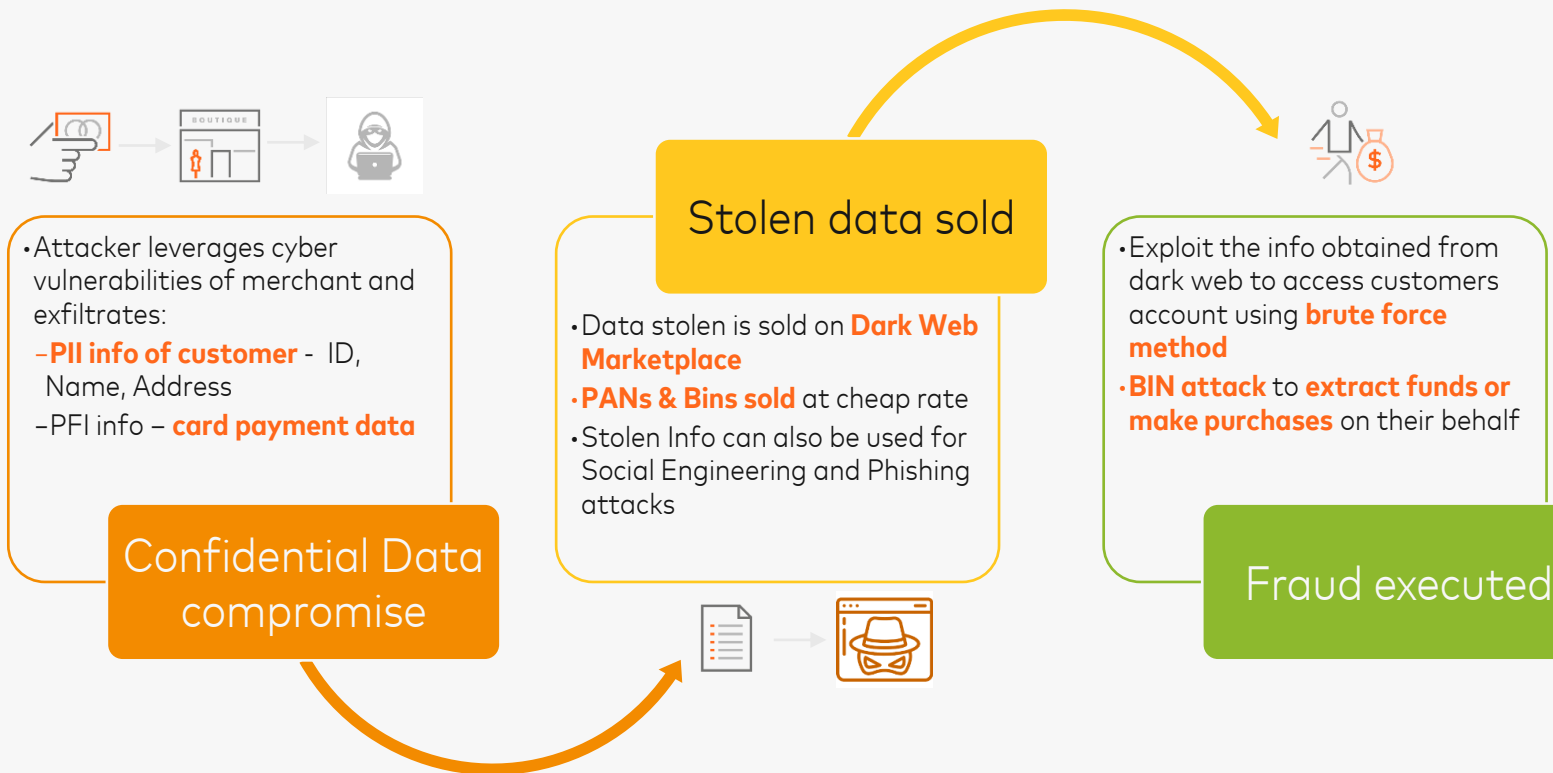 BOUTIQUE
•Attacker leverages cyber
vulnerabilities of merchant and
exfiltrates:
–PII info of customer - ID,
Name, Address
–PFI info – card payment data
Confidential Data
compromise
Stolen data sold
•Data stolen is sold on Dark Web
Marketplace
•PANs & Bins sold at cheap rate
•Stolen Info can also be used for
Social Engineering and Phishing
attacks
$
•Exploit the info obtained from
dark web to access customers
account using brute force
method
•BIN attack to extract funds or
make purchases on their behalf
Fraud executed